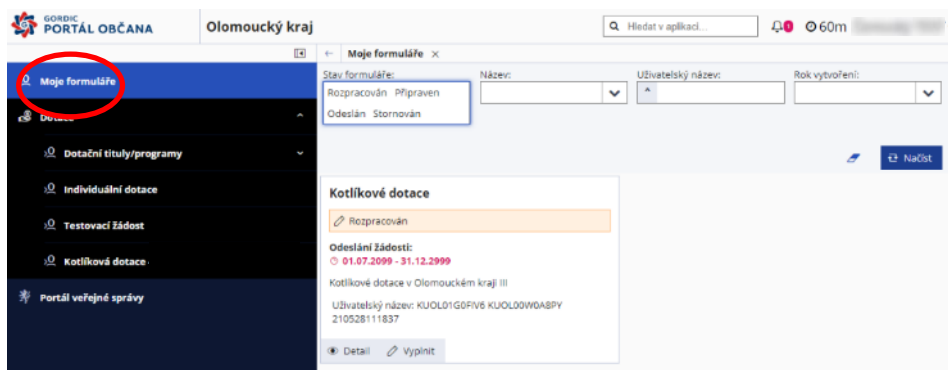 GORDIC
PORTÁL OBČANA
Olomoucký kraj
Hledat v aplikaci...
60m
Moje formuláře
Dotace
Dotační tituly/programy
Individuální dotace
Testovací žádost
Kotlíková dotace
Portál veřejné správy
← Moje formuláře ×
Stav formuláře: Název: Uživatelský název: Rok vytvoření:
Rozpracován Připraven
Odeslán Stornován
Načíst
Kotlíkové dotace
Rozpracován
Odeslání žádosti:
01.07.2099 - 31.12.2999
Kotlíkové dotace v Olomouckém kraji III
Uživatelský název: KUOL01G0FIV6 KUOL00W0A8PY
210528111837
Detail Vyplnit